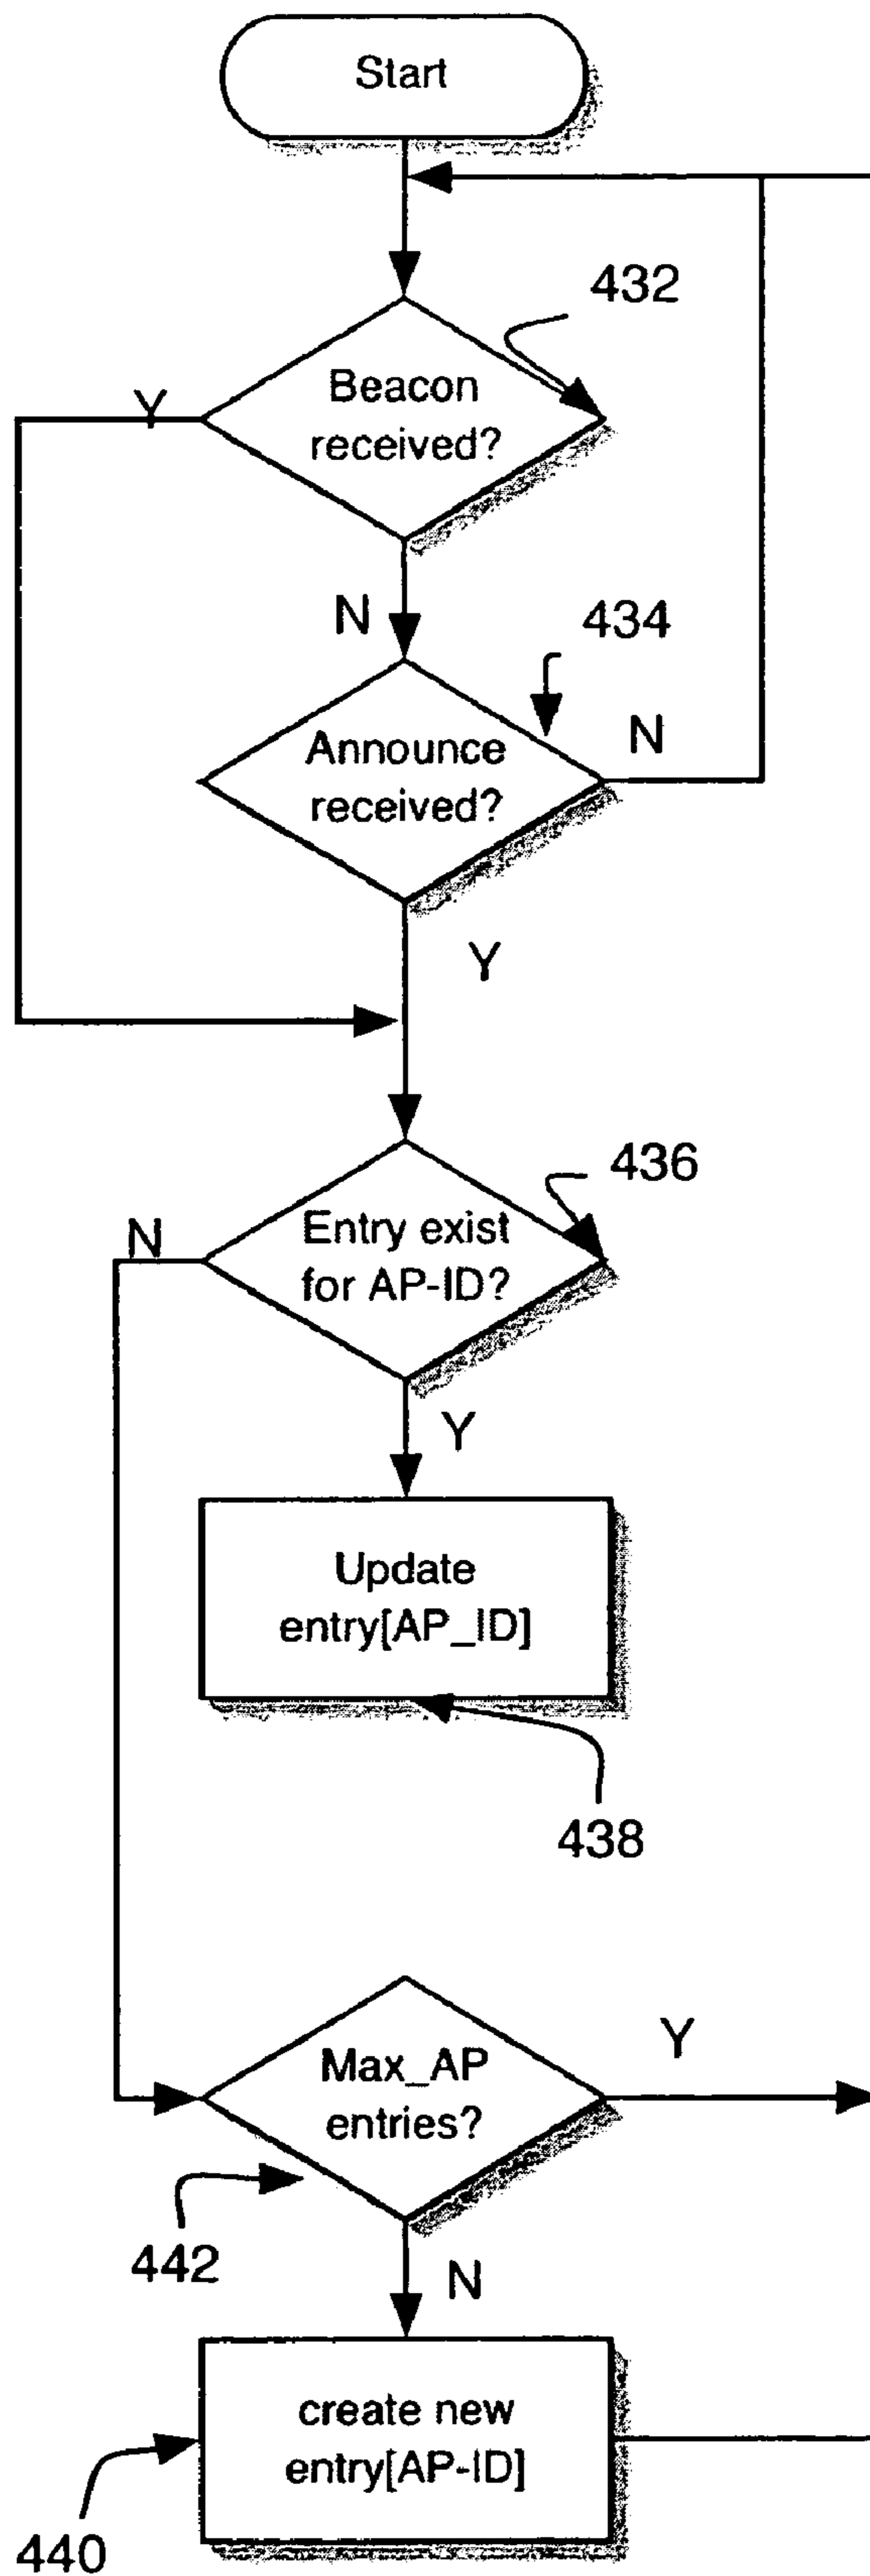 Start
432
Y
Beacon
received?
N
434
Announce
received?
N
Y
436
N
Entry exist
for AP-ID?
Y
Update
entry[AP_ID]
438
Y
Max_AP
entries?
442
N
create new
entry[AP-ID]
440